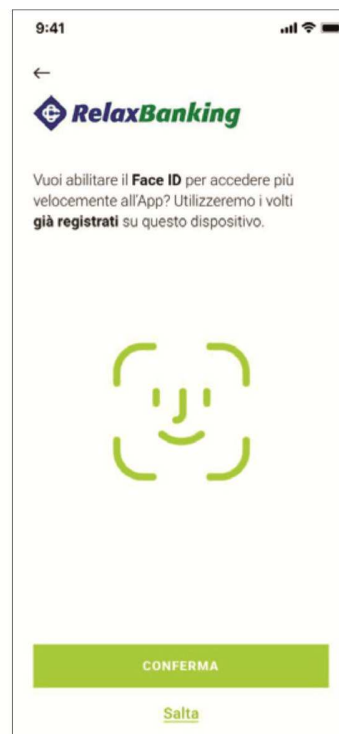 9:41
RelaxBanking
Vuoi abilitare il Face ID per accedere più
velocemente all'App? Utilizzeremo i volti
già registrati su questo dispositivo.
CONFERMA
Salta